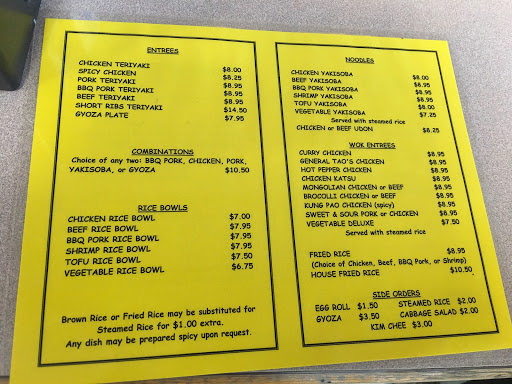 ENTREES
CHICKEN TERIYAKI $8.00
SPICY CHICKEN $8.25
PORK TERIYAKI $8.95
BBQ PORK TERIYAKI $8.95
BEEF TERIYAKI $8.95
SHORT RIBS TERIYAKI $14.50
GYOZA PLATE $7.95
COMBINATIONS
Choice of any two: BBQ PORK, CHICKEN, PORK,
YAKISOBA, or GYOZA $10.50
RICE BOWLS
CHICKEN RICE BOWL $7.00
BEEF RICE BOWL $7.95
BBQ PORK RICE BOWL $7.95
SHRIMP RICE BOWL $7.95
TOFU RICE BOWL $7.50
VEGETABLE RICE BOWL $6.75
Brown Rice or Fried Rice may be substituted for
Steamed Rice for $1.00 extra.
Any dish may be prepared spicy upon request.
NOODLES
CHICKEN YAKISOBA $8.00
BEEF YAKISOBA $8.95
BBQ PORK YAKISOBA $8.95
SHRIMP YAKISOBA $8.95
TOFU YAKISOBA $8.00
VEGETABLE YAKISOBA $7.25
Served with steamed rice
CHICKEN or BEEF UDON $8.25
WOK ENTREES
CURRY CHICKEN $8.95
GENERAL TAO'S CHICKEN $8.95
HOT PEPPER CHICKEN $8.95
CHICKEN KATSU $8.95
MONGOLIAN CHICKEN or BEEF $8.95
BROCOLLI CHICKEN or BEEF $8.95
KUNG PAO CHICKEN (spicy) $8.95
SWEET & SOUR PORK or CHICKEN $8.95
VEGETABLE DELUXE $7.50
Served with steamed rice
FRIED RICE $8.95
(Choice of Chicken, Beef, BBQ Pork, or Shrimp)
HOUSE FRIED RICE $10.50
SIDE ORDERS
EGG ROLL $1.50 STEAMED RICE $2.00
GYOZA $3.50 CABBAGE SALAD $2.00
KIM CHEE $3.00